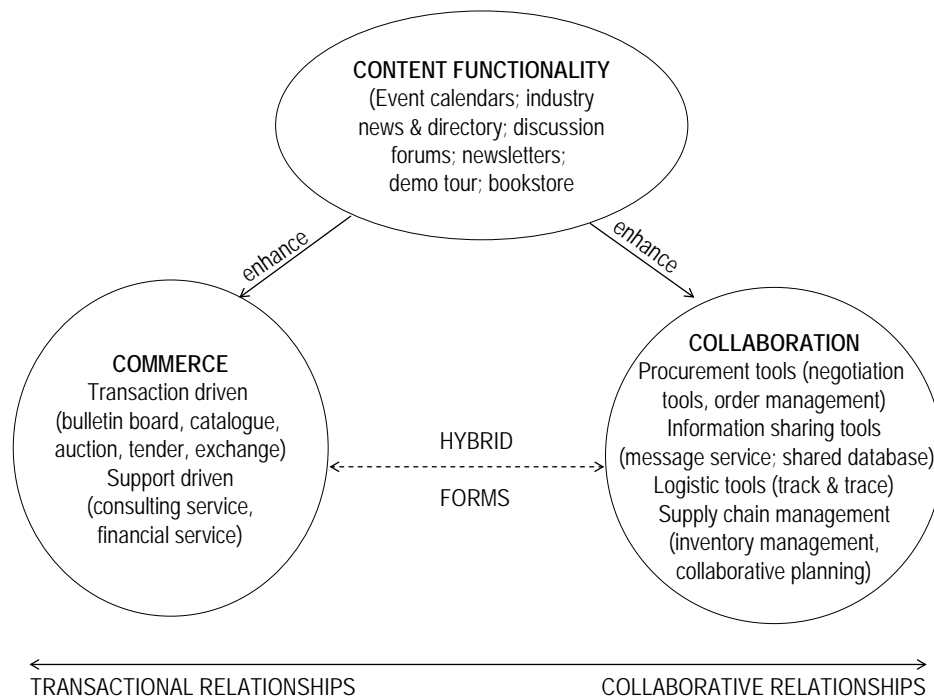 CONTENT FUNCTIONALITY
(Event calendars; industry
news & directory; discussion
forums; newsletters;
demo tour; bookstore
enhance
enhance
COMMERCE
Transaction driven
(bulletin board, catalogue,
auction, tender, exchange)
Support driven
(consulting service,
financial service)
HYBRID
FORMS
COLLABORATION
Procurement tools (negotiation
tools, order management)
Information sharing tools
(message service; shared database)
Logistic tools (track & trace)
Supply chain management
(inventory management,
collaborative planning)
TRANSACTIONAL RELATIONSHIPS
COLLABORATIVE RELATIONSHIPS